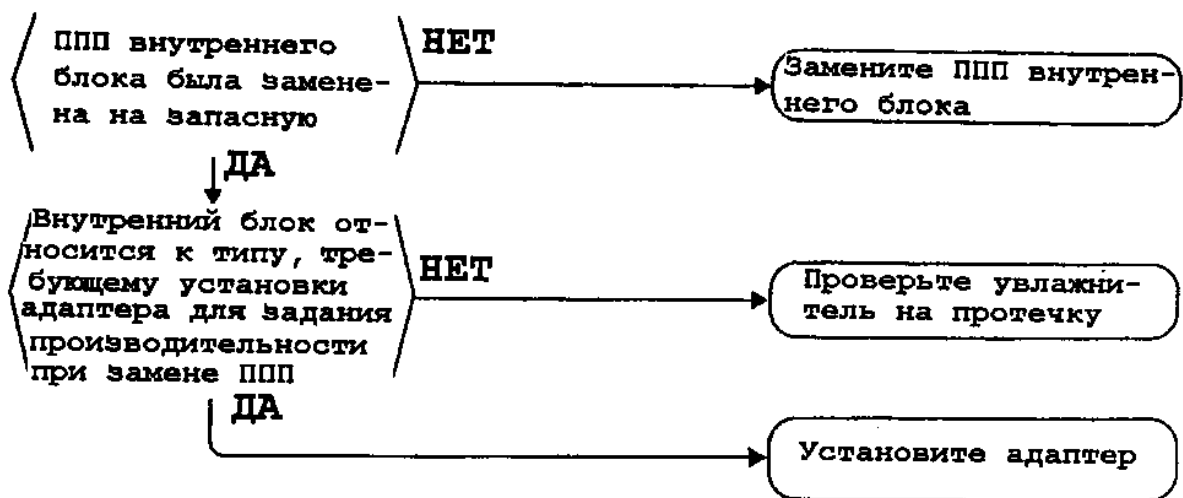 ППП внутреннего
блока была замене-
на на запасную
НЕТ
Замените ППП внутрен-
него блока
ДА
Внутренний блок от-
носится к типу, тре-
бующему установки
адаптера для задания
производительности
при замене ППП
НЕТ
Проверьте увлажни-
тель на протечку
ДА
Установите адаптер